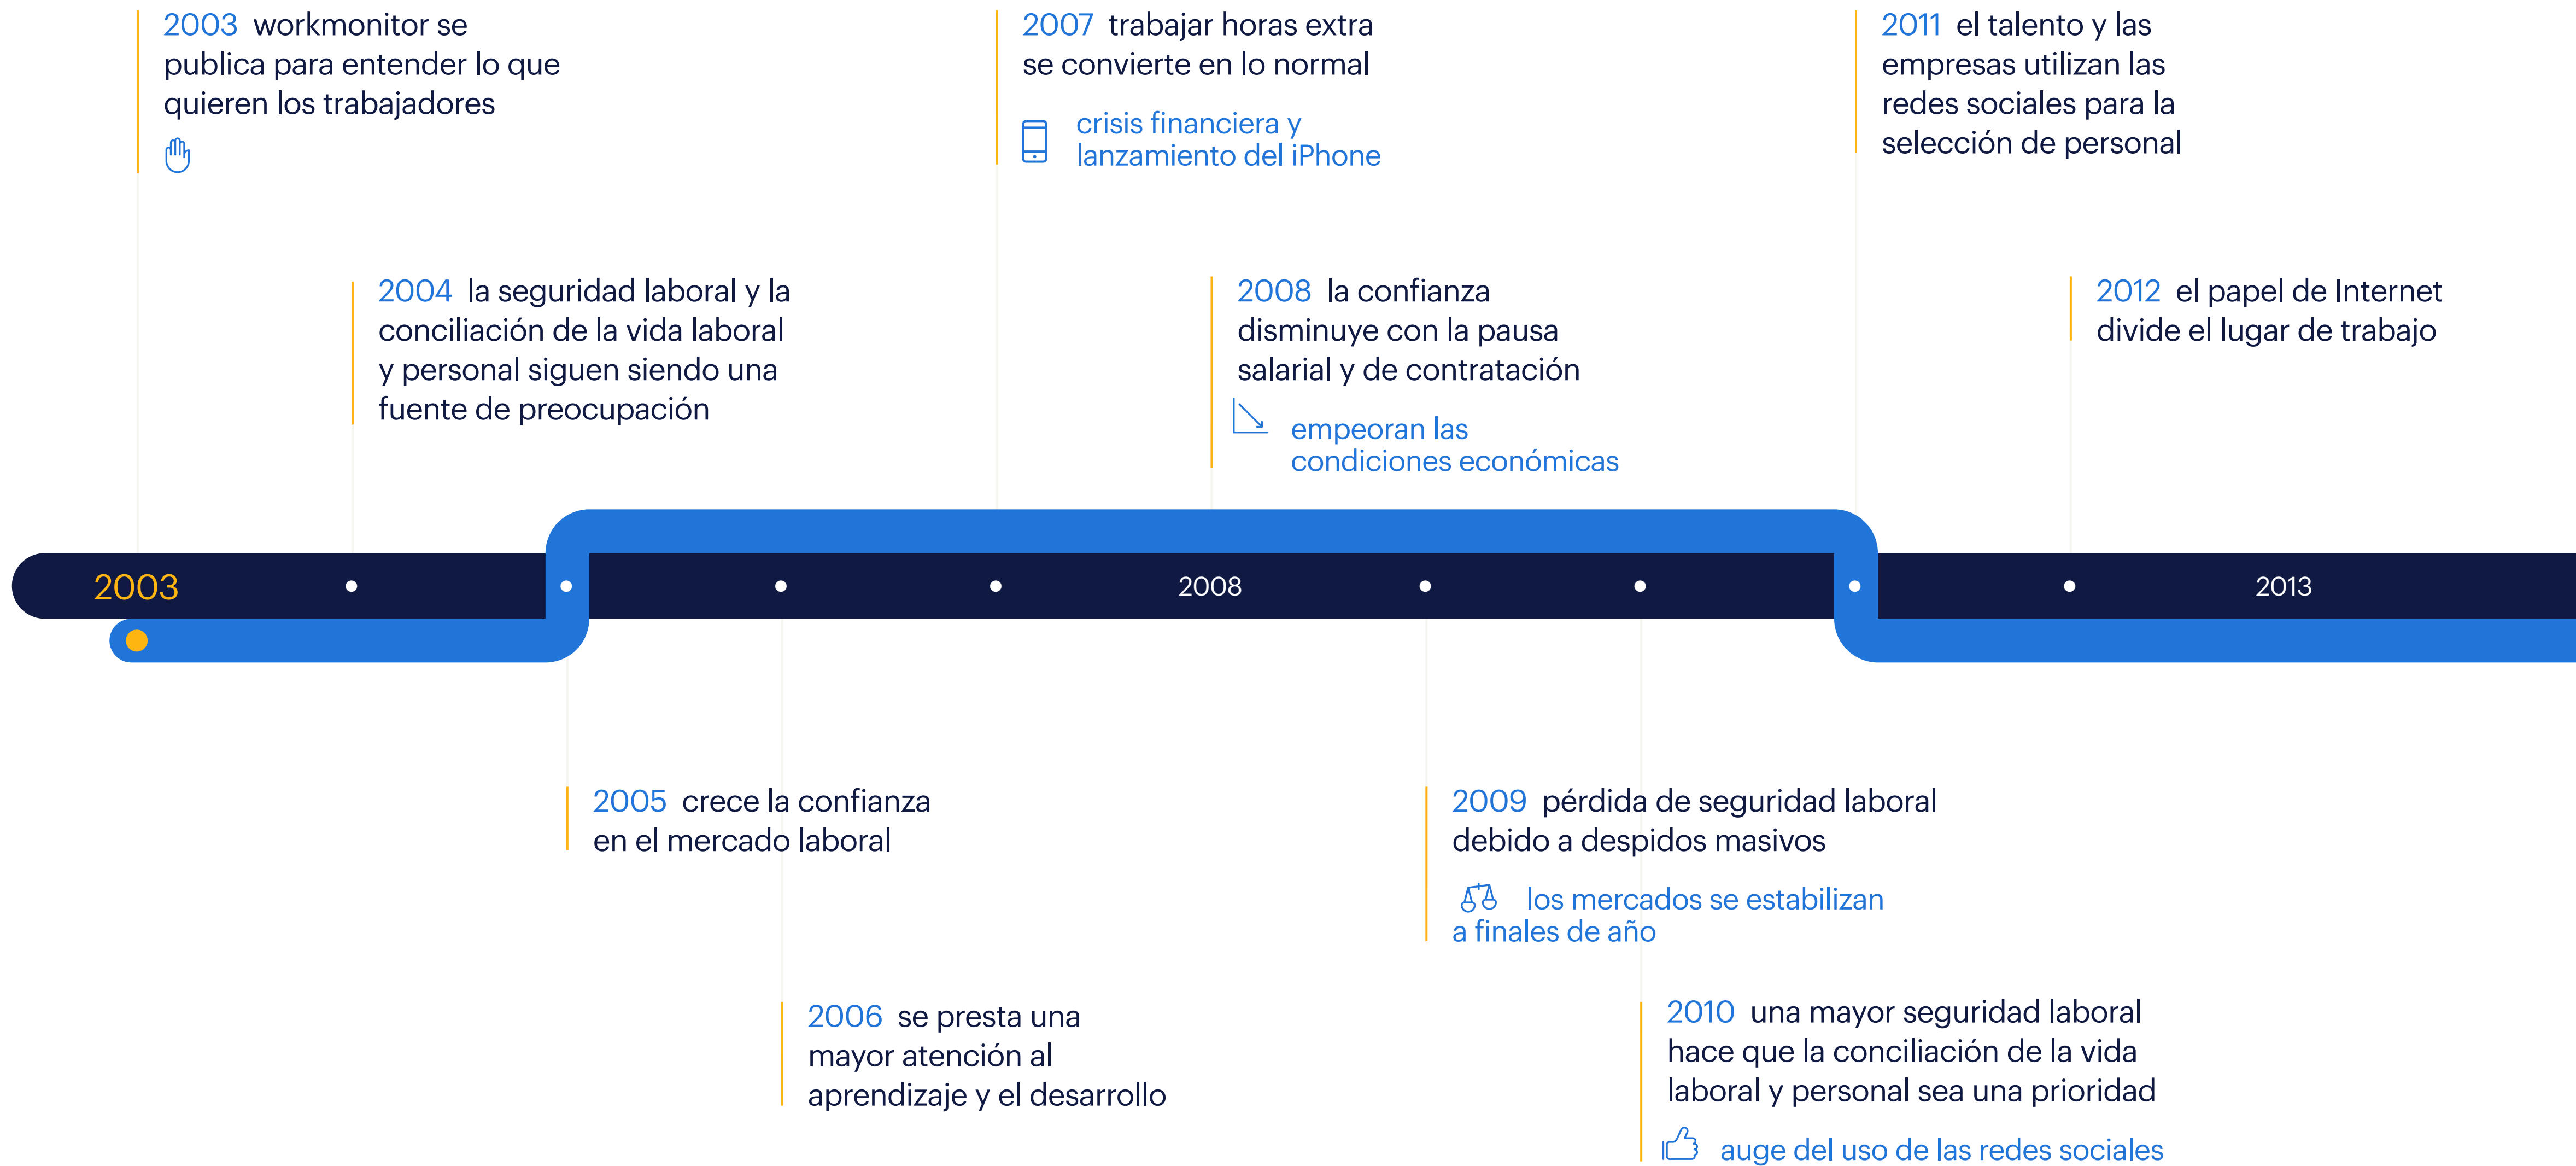 2003 workmonitor se
publica para entender lo que
quieren los trabajadores
2007 trabajar horas extra
se convierte en lo normal
crisis financiera y
lanzamiento del iPhone
2011 el talento y las
empresas utilizan las
redes sociales para la
selección de personal
2004 la seguridad laboral y la
conciliación de la vida laboral
y personal siguen siendo una
fuente de preocupación
2008 la confianza
disminuye con la pausa
salarial y de contratación
empeoran las
condiciones económicas
2012 el papel de Internet
divide el lugar de trabajo
2003
2008
2013
2005 crece la confianza
en el mercado laboral
2009 pérdida de seguridad laboral
debido a despidos masivos
los mercados se estabilizan
a finales de año
2006 se presta una
mayor atención al
aprendizaje y el desarrollo
2010 una mayor seguridad laboral
hace que la conciliación de la vida
laboral y personal sea una prioridad
auge del uso de las redes sociales